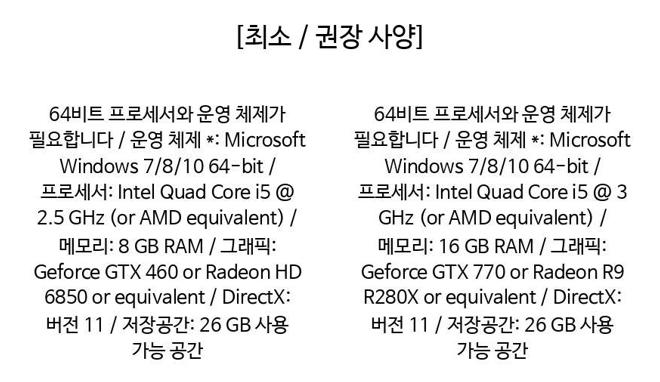 [최소 / 권장 사양]
64비트 프로세서와 운영 체제가
필요합니다 / 운영 체제 *: Microsoft
Windows 7/8/10 64-bit /
프로세서: Intel Quad Core i5 @
2.5 GHz (or AMD equivalent) /
메모리: 8 GB RAM / 그래픽:
Geforce GTX 460 or Radeon HD
6850 or equivalent / DirectX:
버전 11 / 저장공간: 26 GB 사용
가능 공간
64비트 프로세서와 운영 체제가
필요합니다 / 운영 체제 *: Microsoft
Windows 7/8/10 64-bit /
프로세서: Intel Quad Core i5 @ 3
GHz (or AMD equivalent) /
메모리: 16 GB RAM / 그래픽:
Geforce GTX 770 or Radeon R9
R280X or equivalent / DirectX:
버전 11 / 저장공간: 26 GB 사용
가능 공간